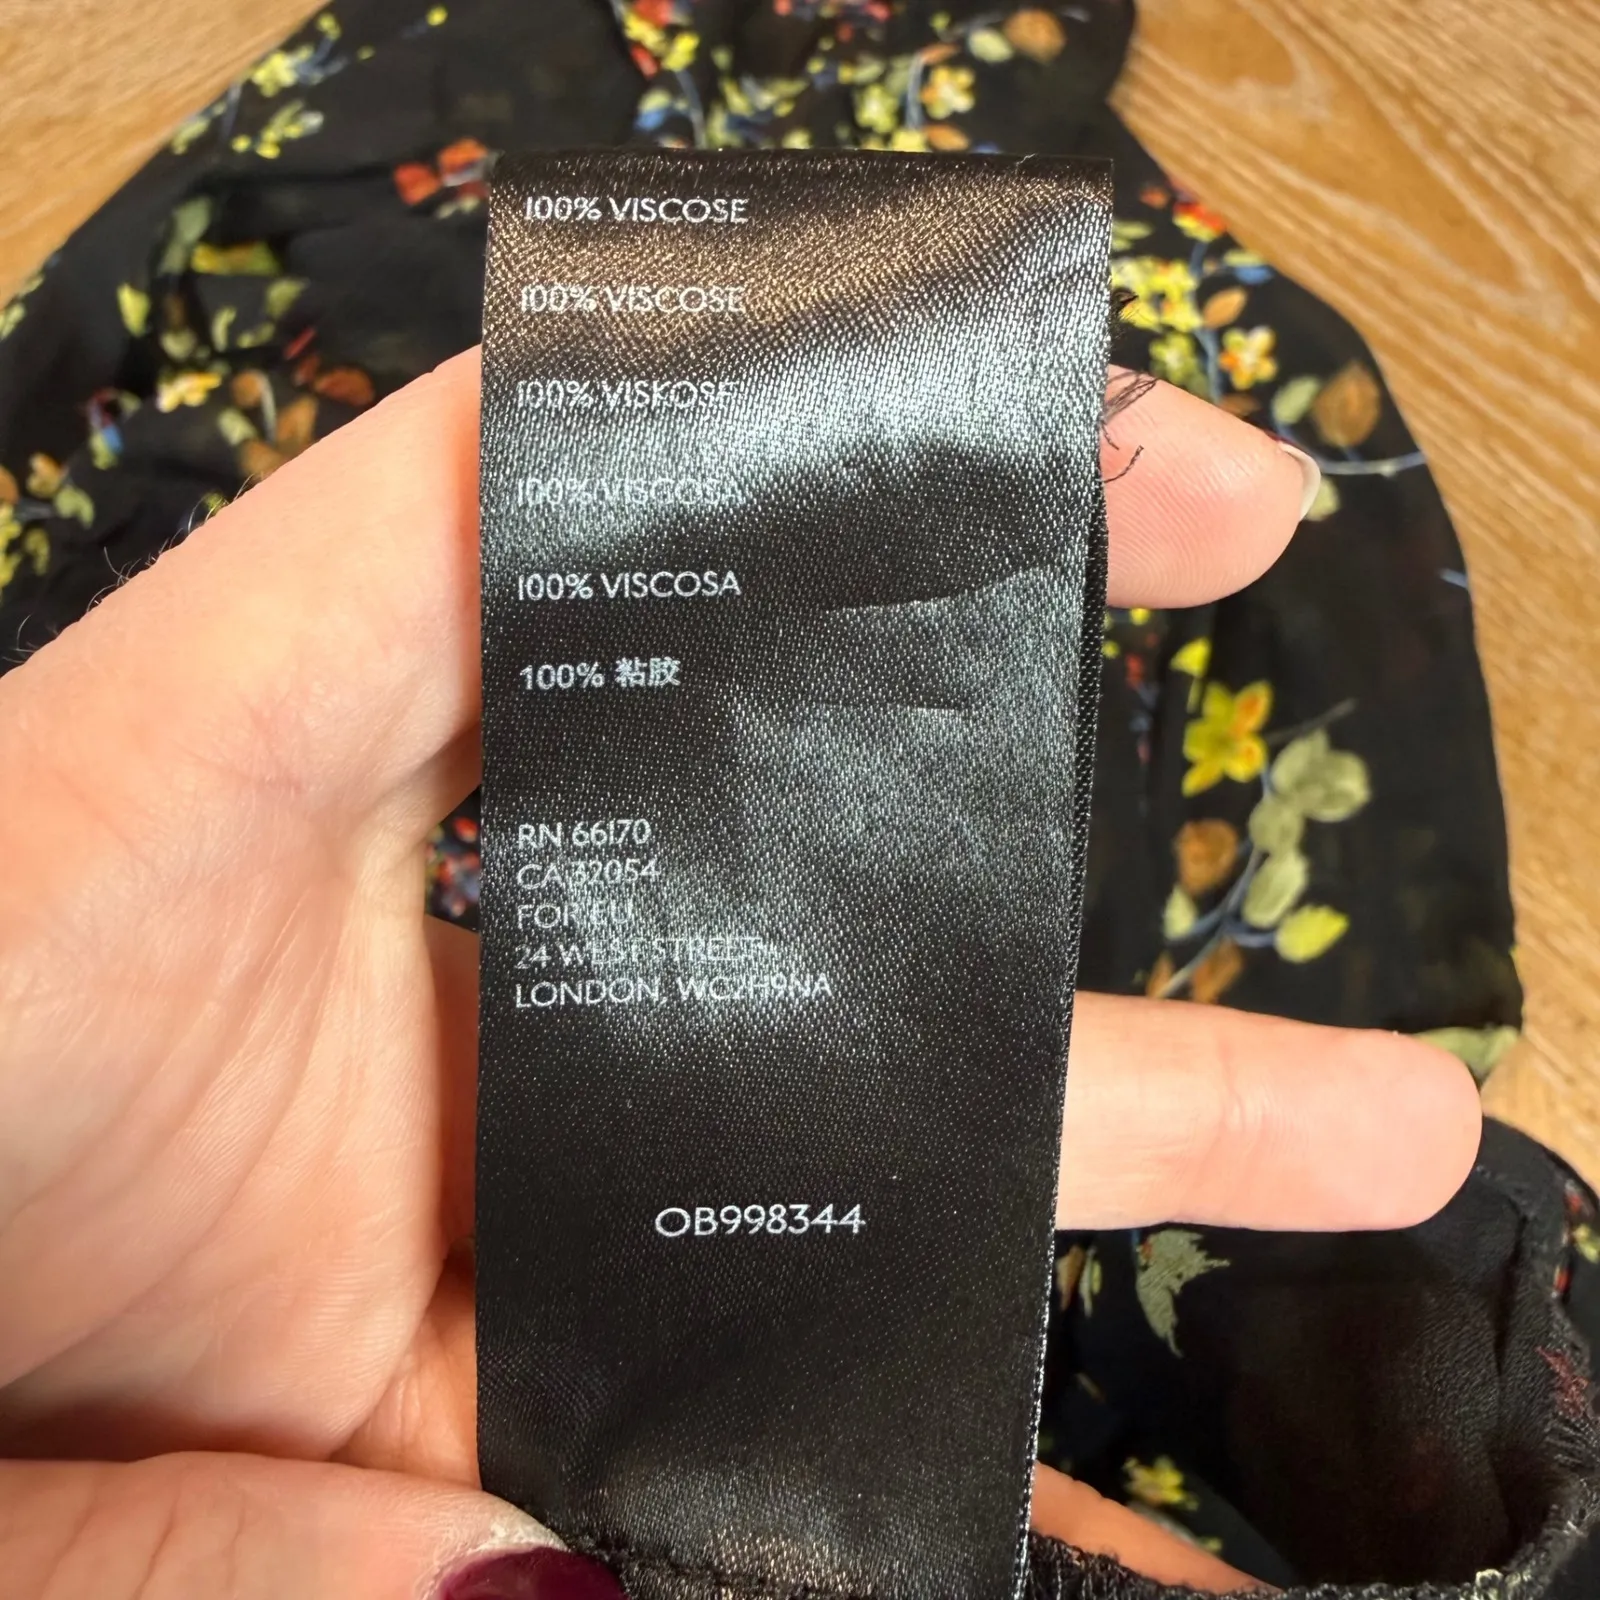 100% VISCOSE
100% VISCOSE
100% VISKOSE
100% VISCOSA
100% VISCOSA
100% 粘胶
RN 66170
CA 32054
FOR EU
24 WEST STREET
LONDON, WC2H9NA
OB998344